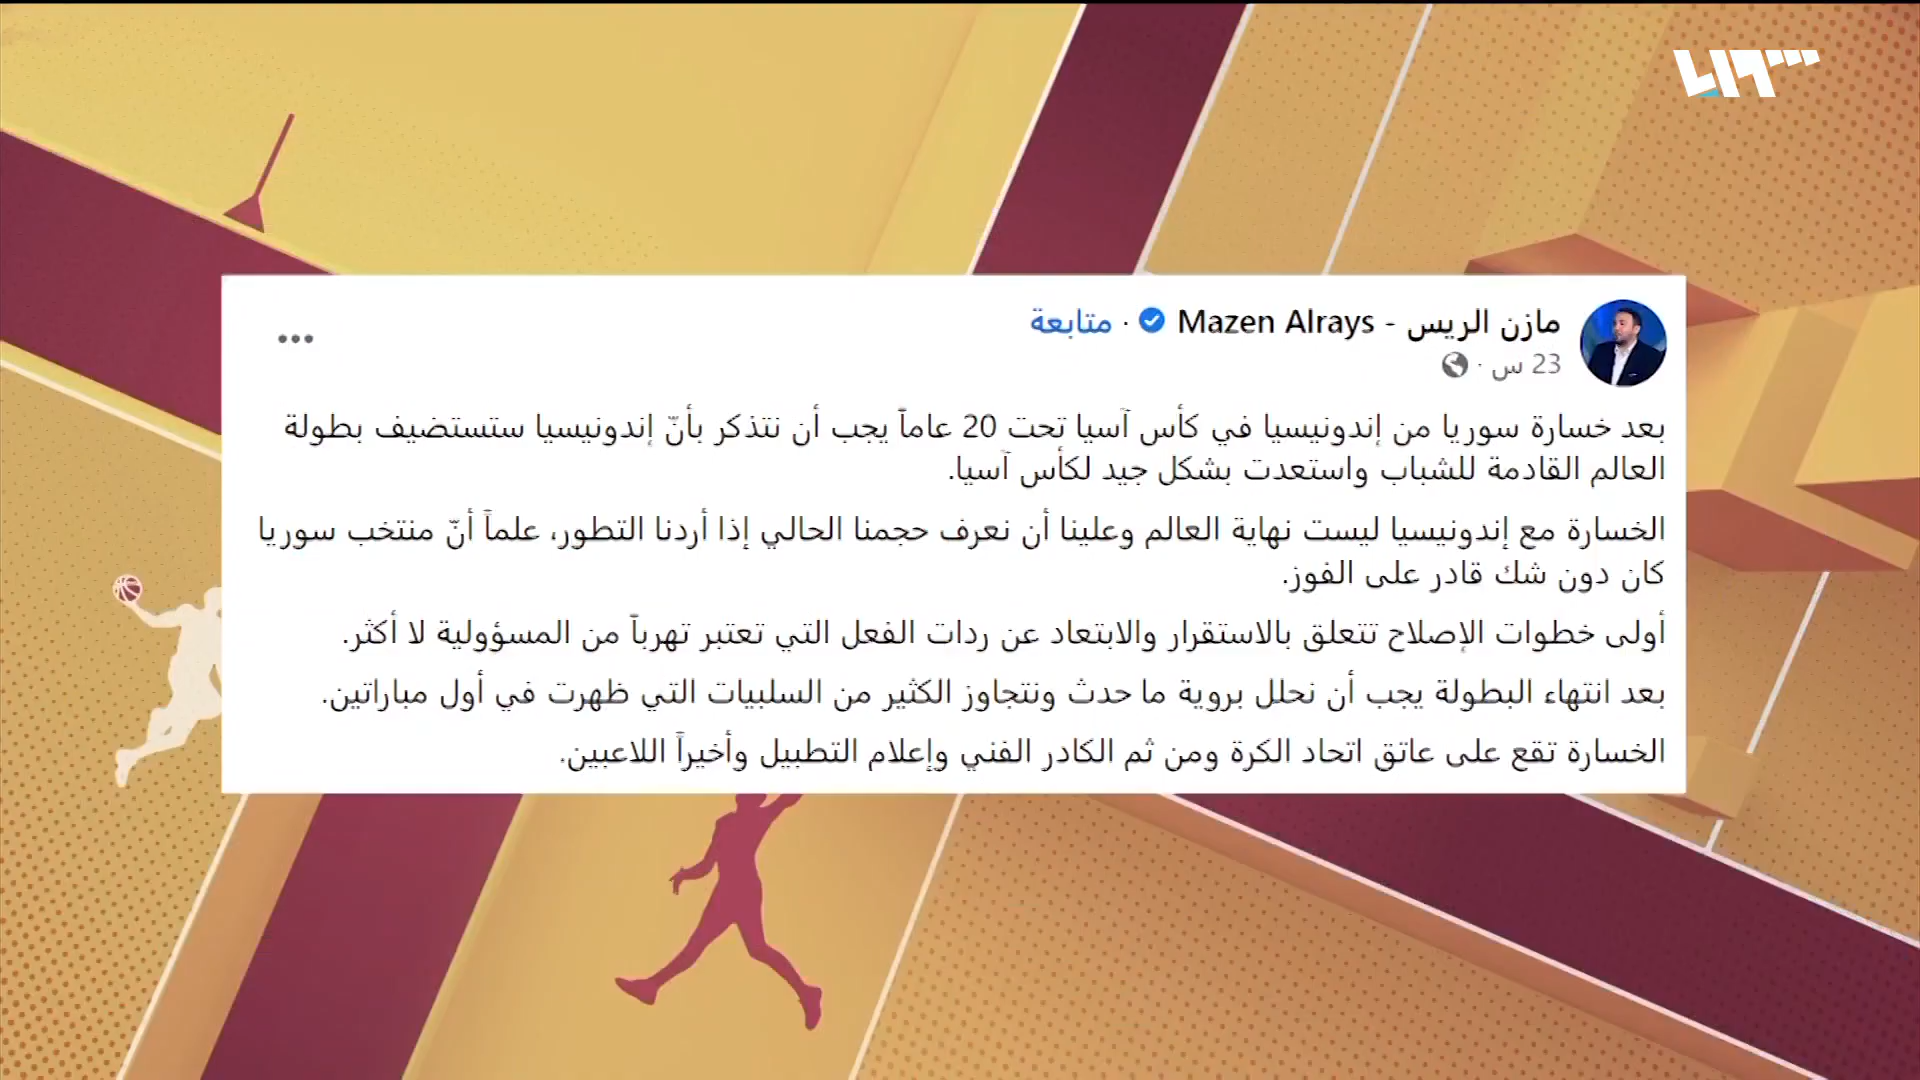 مازن الريس - Mazen Alrays · متابعة
23 س ·
بعد خسارة سوريا من إندونيسيا في كأس آسيا تحت 20 عاماً يجب أن نتذكر بأنّ إندونيسيا ستستضيف بطولة
العالم القادمة للشباب واستعدت بشكل جيد لكأس آسيا.
الخسارة مع إندونيسيا ليست نهاية العالم وعلينا أن نعرف حجمنا الحالي إذا أردنا التطور، علماً أنّ منتخب سوريا
كان دون شك قادر على الفوز.
أولى خطوات الإصلاح تتعلق بالاستقرار والابتعاد عن ردات الفعل التي تعتبر تهرباً من المسؤولية لا أكثر.
بعد انتهاء البطولة يجب أن نحلل بروية ما حدث ونتجاوز الكثير من السلبيات التي ظهرت في أول مباراتين.
الخسارة تقع على عاتق اتحاد الكرة ومن ثم الكادر الفني وإعلام التطبيل وأخيراً اللاعبين.